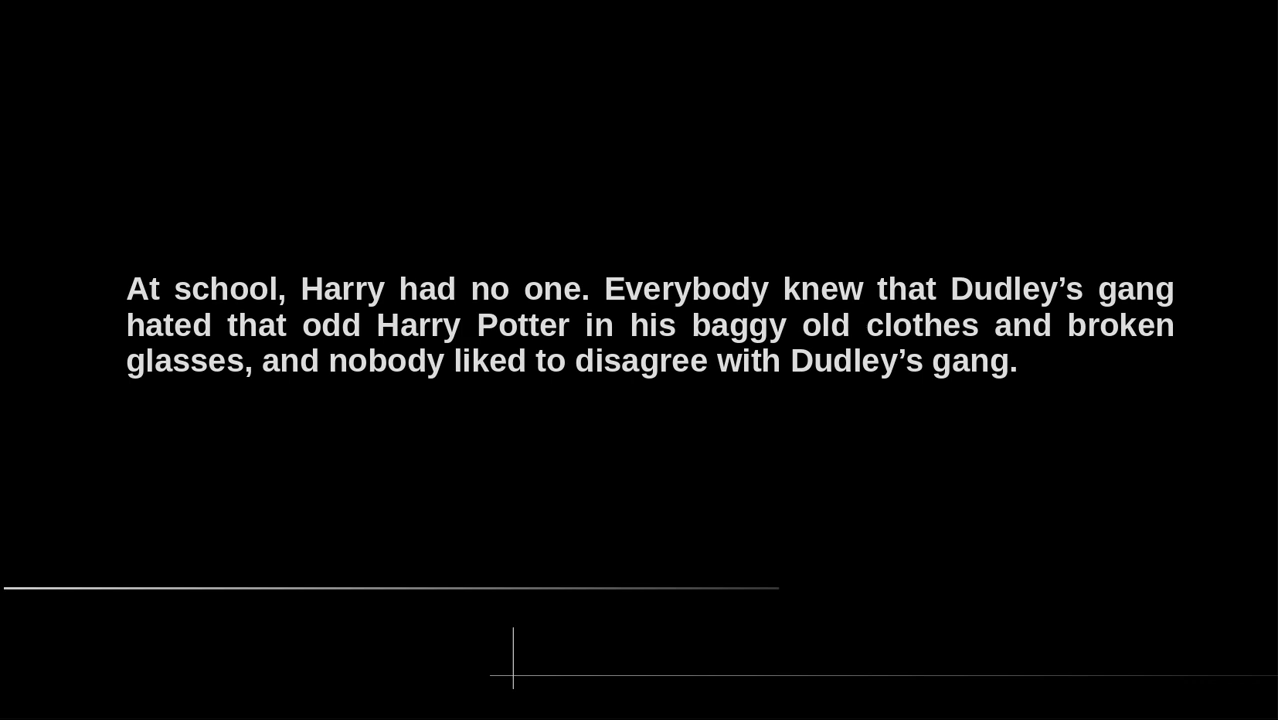 At school, Harry had no one. Everybody knew that Dudley’s gang
hated that odd Harry Potter in his baggy old clothes and broken
glasses, and nobody liked to disagree with Dudley’s gang.